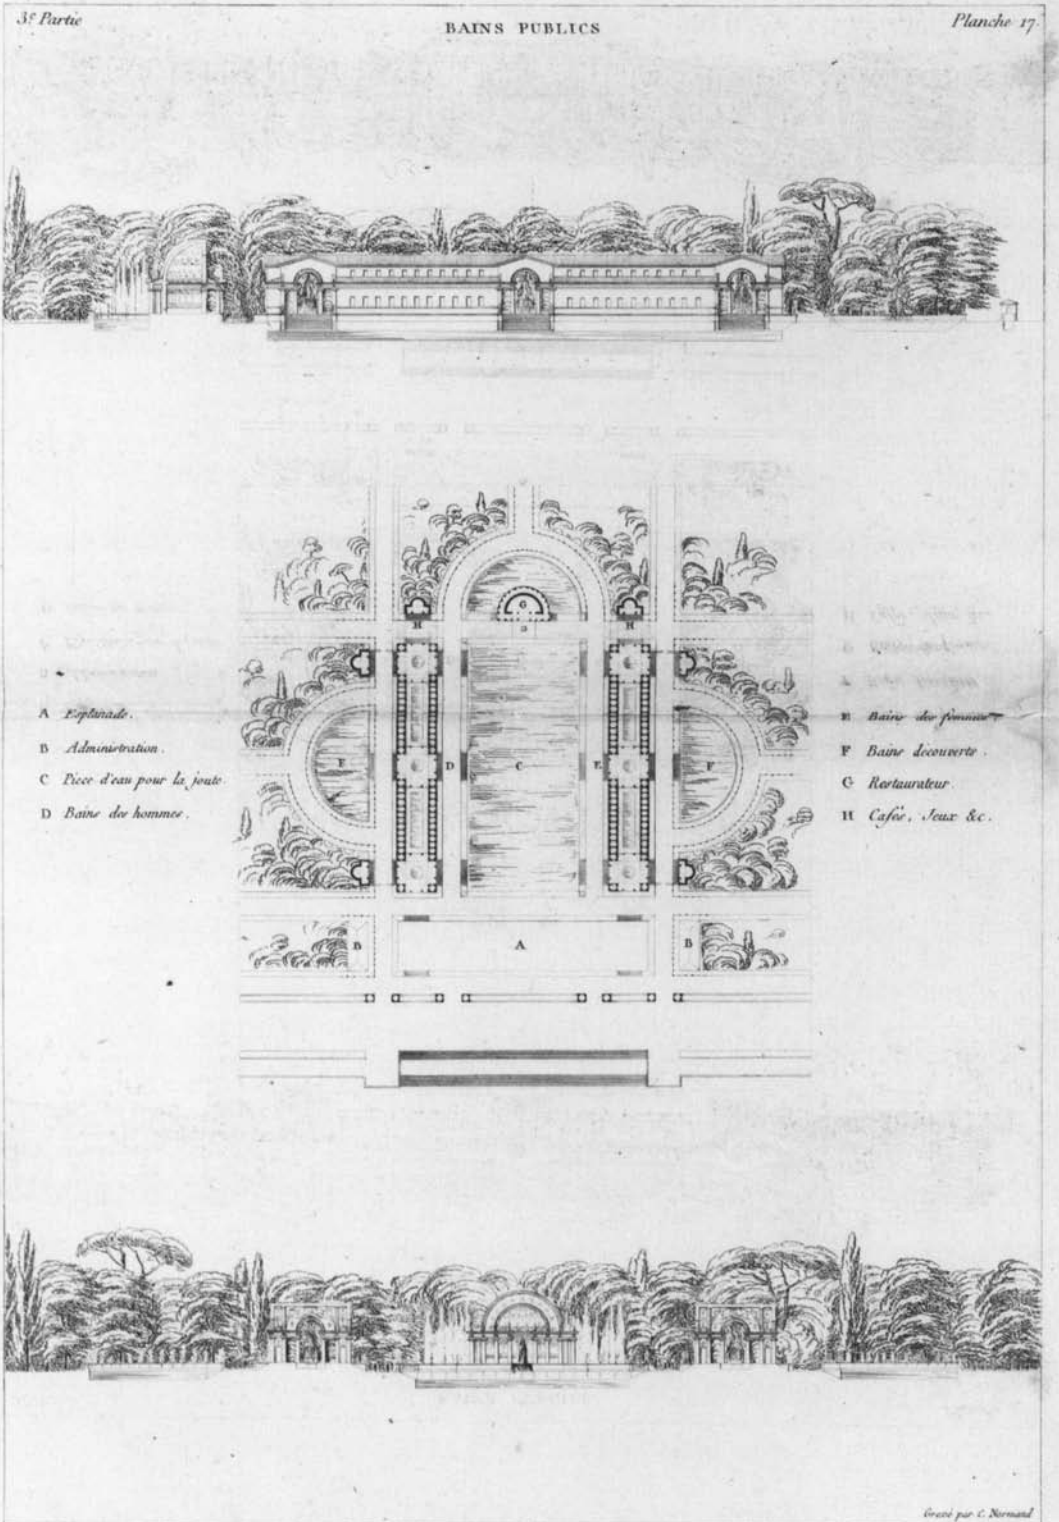 3.e Partie
BAINS PUBLICS
Planche 17.
A Esplanade.
B Administration.
C Piece d'eau pour la joute.
D Bains des hommes.
E Bains des femmes
F Bains découverts.
G Restaurateur.
H Cafés, Jeux &c.
G
G
H
H
F
D
C
E
F
B
A
B
Gravé par C. Normand